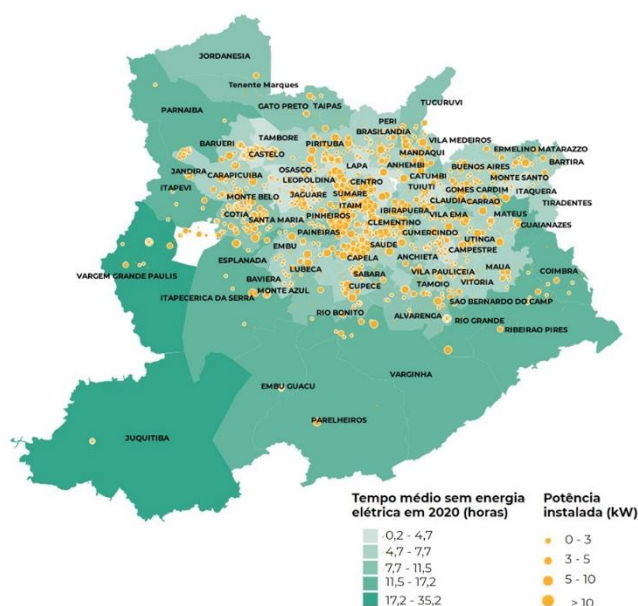 JORDANESIA
Tenente Marques
GATO PRETO
TAIPAS
TUCURUVI
PARNAIBA
PERI
BRASILANDIA
VILA MEDEIROS
TAMBORE
BARUERI
PIRITUBA
MANDAQUI
ERMELINO MATARAZZO
CASTELO
LAPA
ANHEMBI
BUENOS AIRES
BARTIRA
JANDIRA
CARAPICUIBA
OSASCO
CENTRO
CATUMBI
MONTE SANTO
LEOPOLDINA
ITAPEVI
TUIUTI
GOMES CARDIM
ITAQUERA
MONTE BELO
JAGUARE
SUMARE
CLAUDIA
CARRAO
TIRADENTES
ITAIM
IBIRAPUERA
COTIA
SANTA MARIA
PINHEIROS
VILA EMA
MATEUS
CLEMENTINO
GUAIANAZES
PAINEIRAS
GUMERCINDO
EMBU
SAUDE
UTINGA
ESPLANADA
CAPELA
ANCHIETA
CAMPESTRE
LUBECA
VARGEM GRANDE PAULIS
BAVIERA
SABARA
VILA PAULICEIA
MAUA
COIMBRA
MONTE AZUL
CUPECE
TAMOIO
VITORIA
ITAPECERICA DA SERRA
SAO BERNARDO DO CAMP
RIO BONITO
ALVARENGA
RIO GRANDE
RIBEIRAO PIRES
VARGINHA
EMBU GUACU
PARELHEIROS
JUQUITIBA
Tempo médio sem energia
elétrica em 2020 (horas)
0,2 - 4,7
4,7 - 7,7
7,7 - 11,5
11,5 - 17,2
17,2 - 35,2
Potência
instalada (kW)
0 - 3
3 - 5
5 - 10
> 10